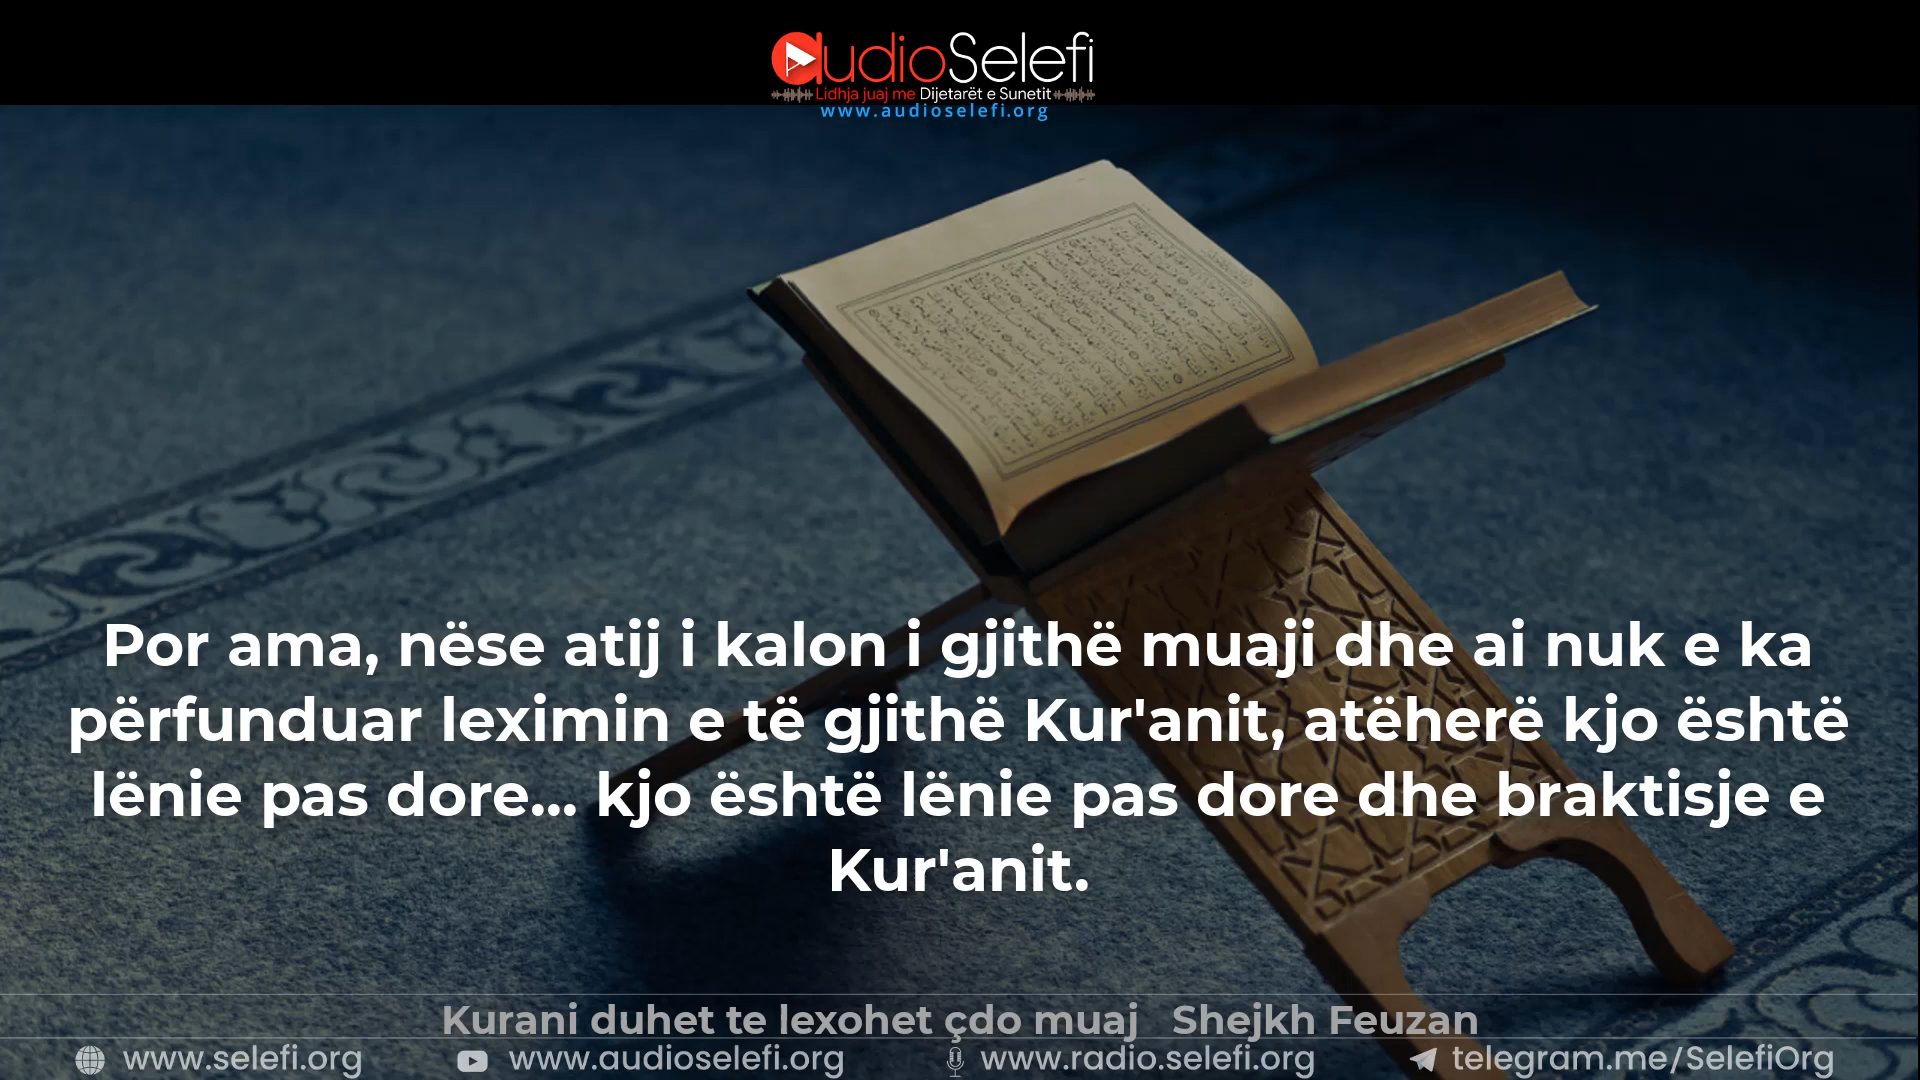 audioSelefi
Lidhja juaj me Dijetarët e Sunetit
www.audioselefi.org
Por ama, nëse atij i kalon i gjithë muaji dhe ai nuk e ka
përfunduar leximin e të gjithë Kur'anit, atëherë kjo është
lënie pas dore... kjo është lënie pas dore dhe braktisje e
Kur'anit.
Kurani duhet te lexohet çdo muaj Shejkh Feuzan
www.selefi.org www.audioselefi.org www.radio.selefi.org telegram.me/SelefiOrg